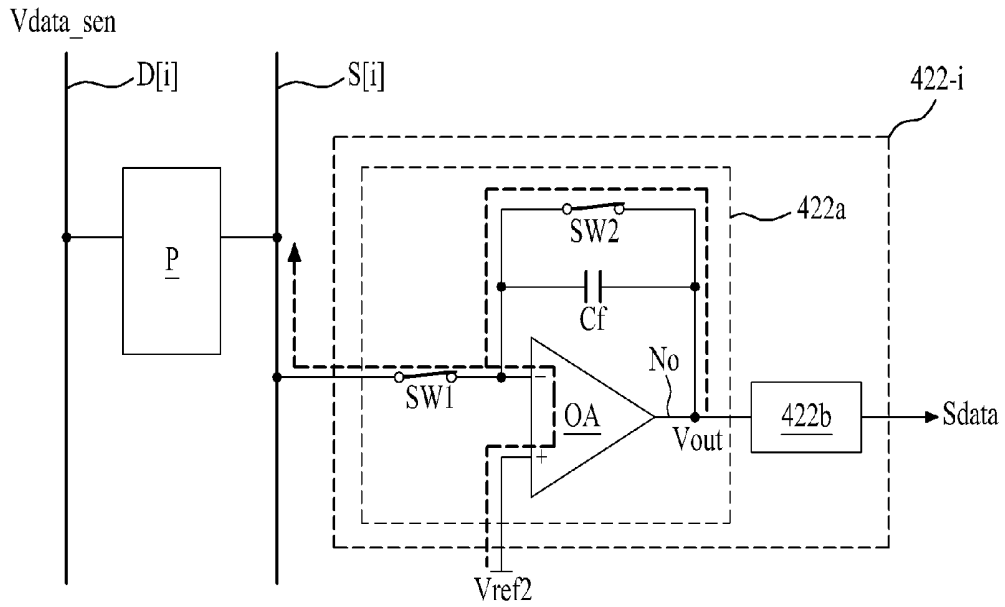 Vdata_sen
D[i]
S[i]
422-i
422a
SW2
P
Cf
SW1
−
OA
+
No
Vout
422b
Sdata
Vref2